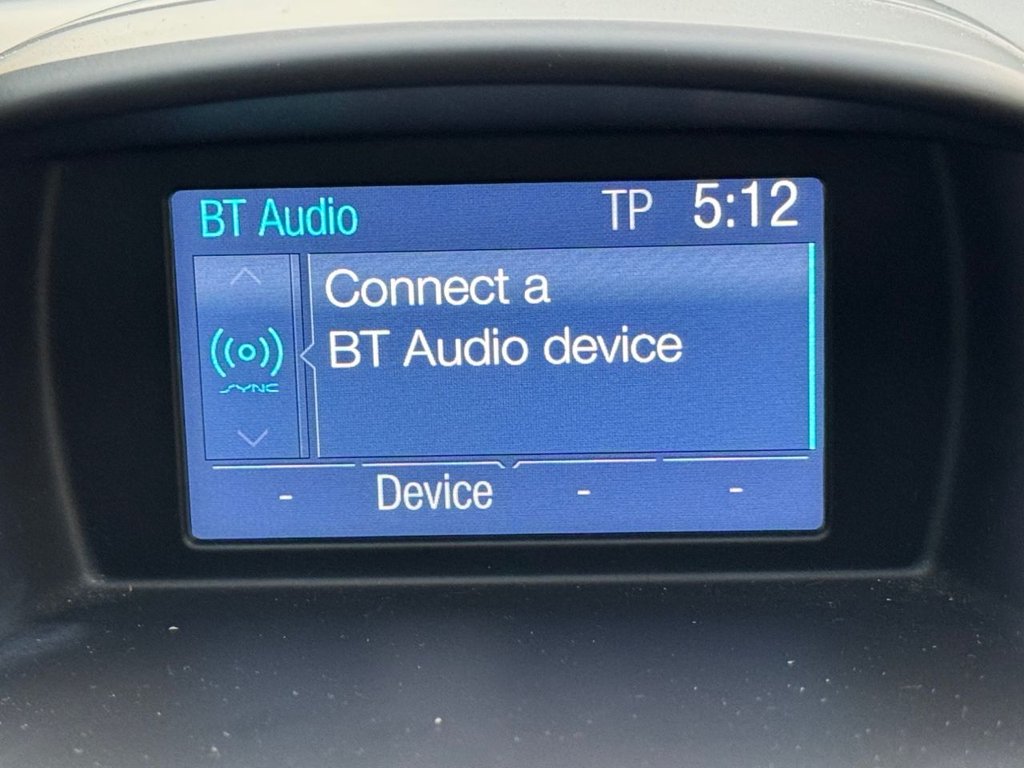 BT Audio TP 5:12
Connect a
BT Audio device
SYNC
- Device - -